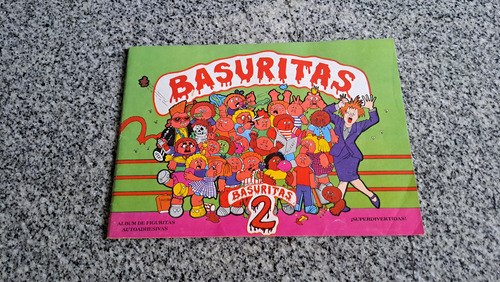 BASURITAS
BASURITAS
2
ALBUM DE FIGURITAS
AUTOADHESIVAS
¡SUPERDIVERTIDAS!